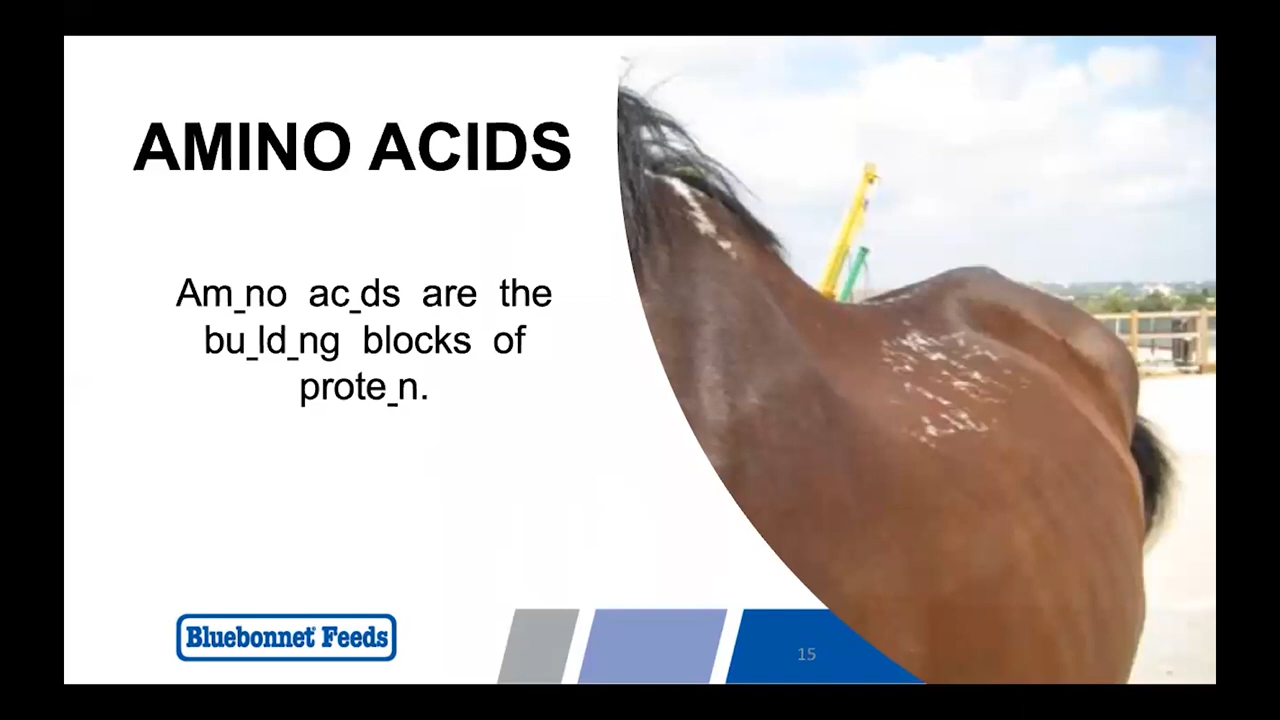 AMINO ACIDS
Am_no ac_ds are the
bu_ld_ng blocks of
prote_n.
Bluebonnet® Feeds
15